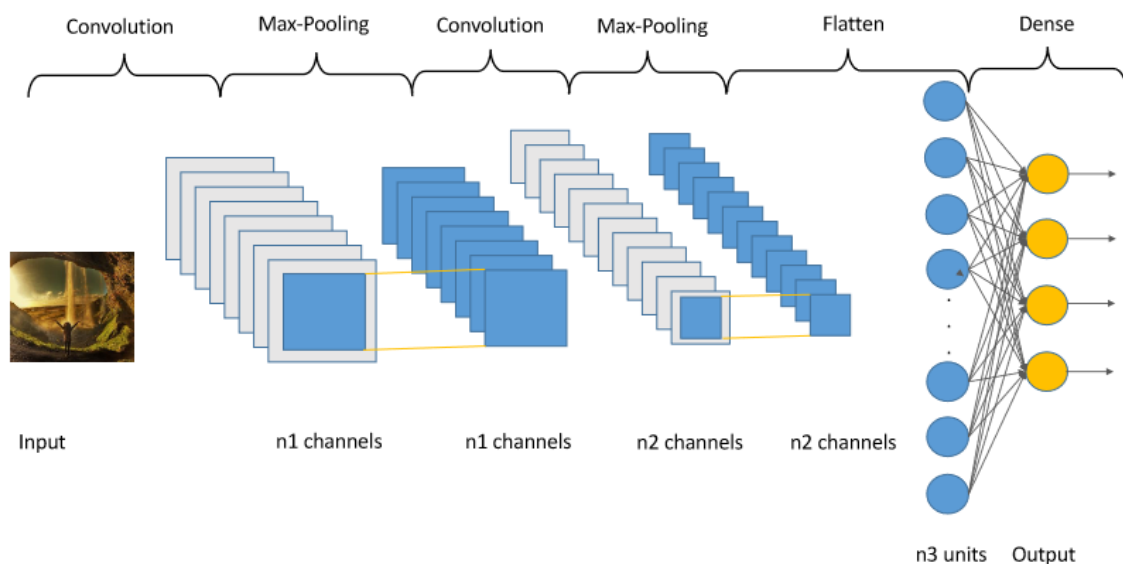 Convolution Max-Pooling Convolution Max-Pooling Flatten Dense
Input n1 channels n1 channels n2 channels n2 channels
n3 units Output